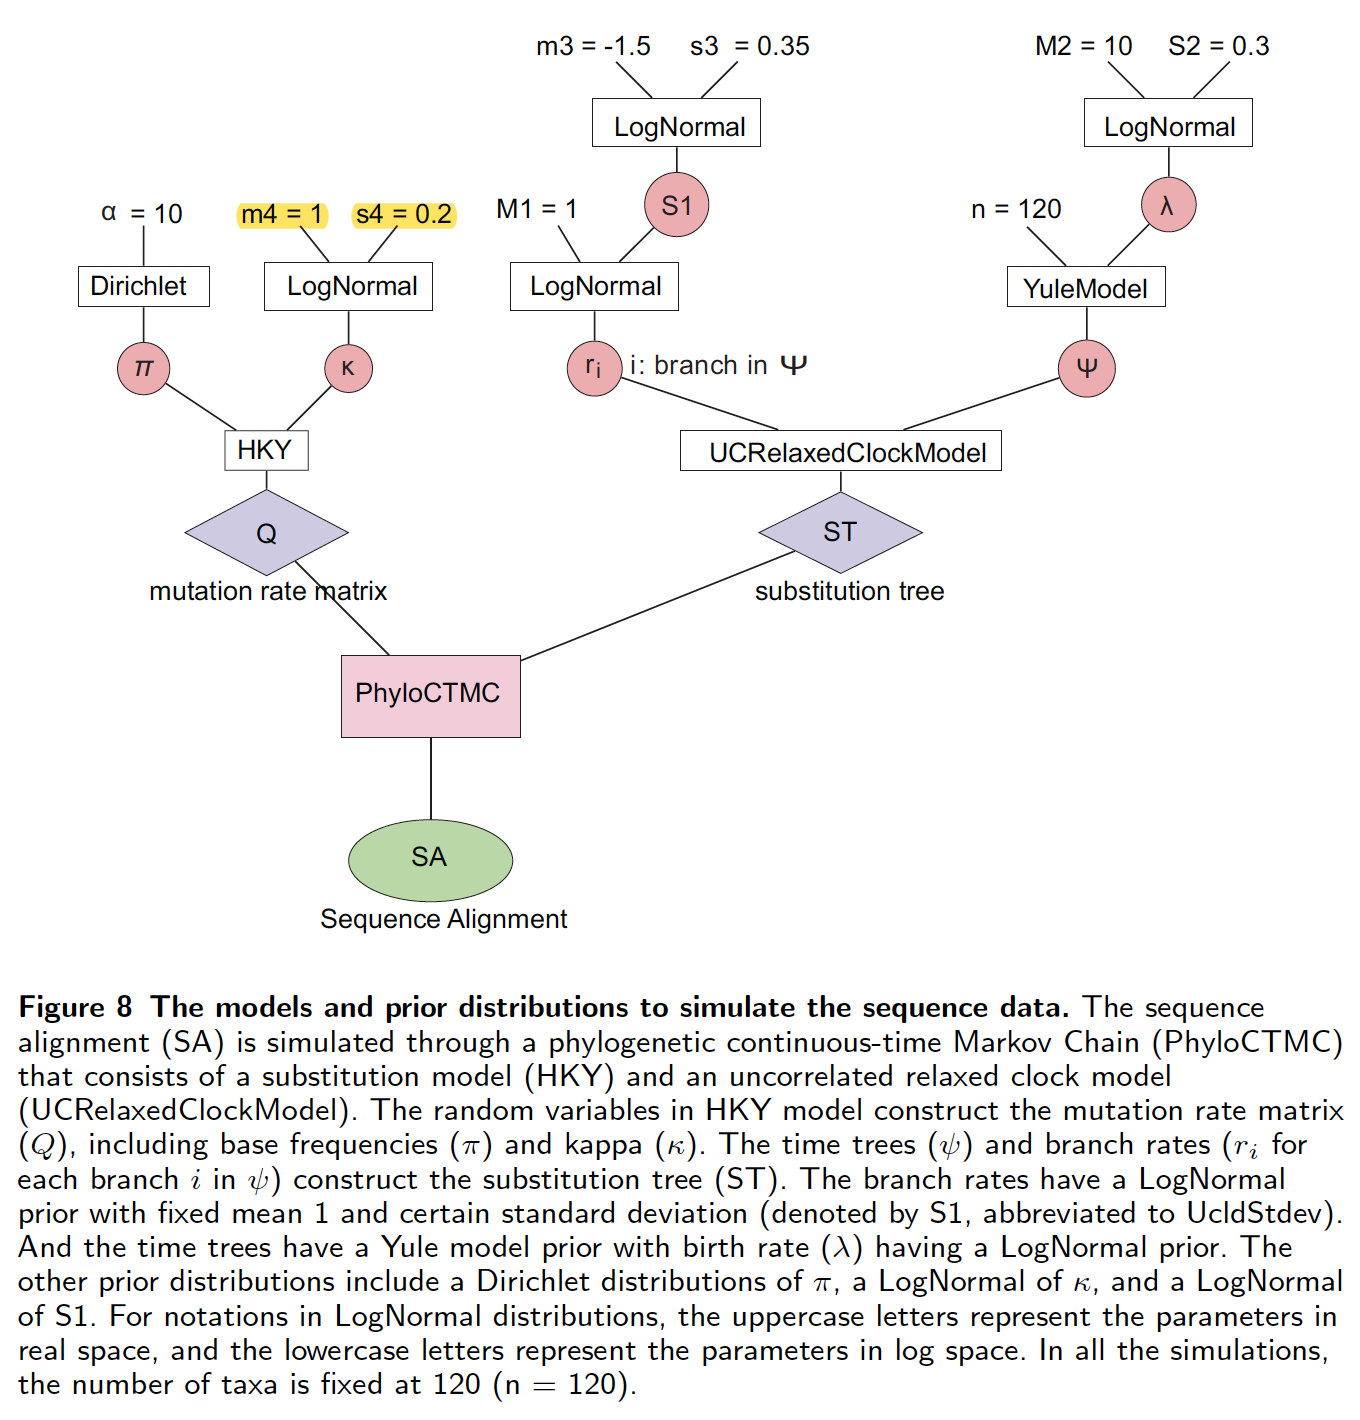 m3 = -1.5 s3 = 0.35 M2 = 10 S2 = 0.3
LogNormal LogNormal
α = 10 m4 = 1 s4 = 0.2 M1 = 1 S1 n = 120 λ
Dirichlet LogNormal LogNormal YuleModel
π κ ri i: branch in Ψ Ψ
HKY UCRelaxedClockModel
Q ST
mutation rate matrix substitution tree
PhyloCTMC
SA
Sequence Alignment
Figure 8 The models and prior distributions to simulate the sequence data. The sequence
alignment (SA) is simulated through a phylogenetic continuous-time Markov Chain (PhyloCTMC)
that consists of a substitution model (HKY) and an uncorrelated relaxed clock model
(UCRelaxedClockModel). The random variables in HKY model construct the mutation rate matrix
(Q), including base frequencies (π) and kappa (κ). The time trees (ψ) and branch rates (ri for
each branch i in ψ) construct the substitution tree (ST). The branch rates have a LogNormal
prior with fixed mean 1 and certain standard deviation (denoted by S1, abbreviated to UcldStdev).
And the time trees have a Yule model prior with birth rate (λ) having a LogNormal prior. The
other prior distributions include a Dirichlet distributions of π, a LogNormal of κ, and a LogNormal
of S1. For notations in LogNormal distributions, the uppercase letters represent the parameters in
real space, and the lowercase letters represent the parameters in log space. In all the simulations,
the number of taxa is fixed at 120 (n = 120).